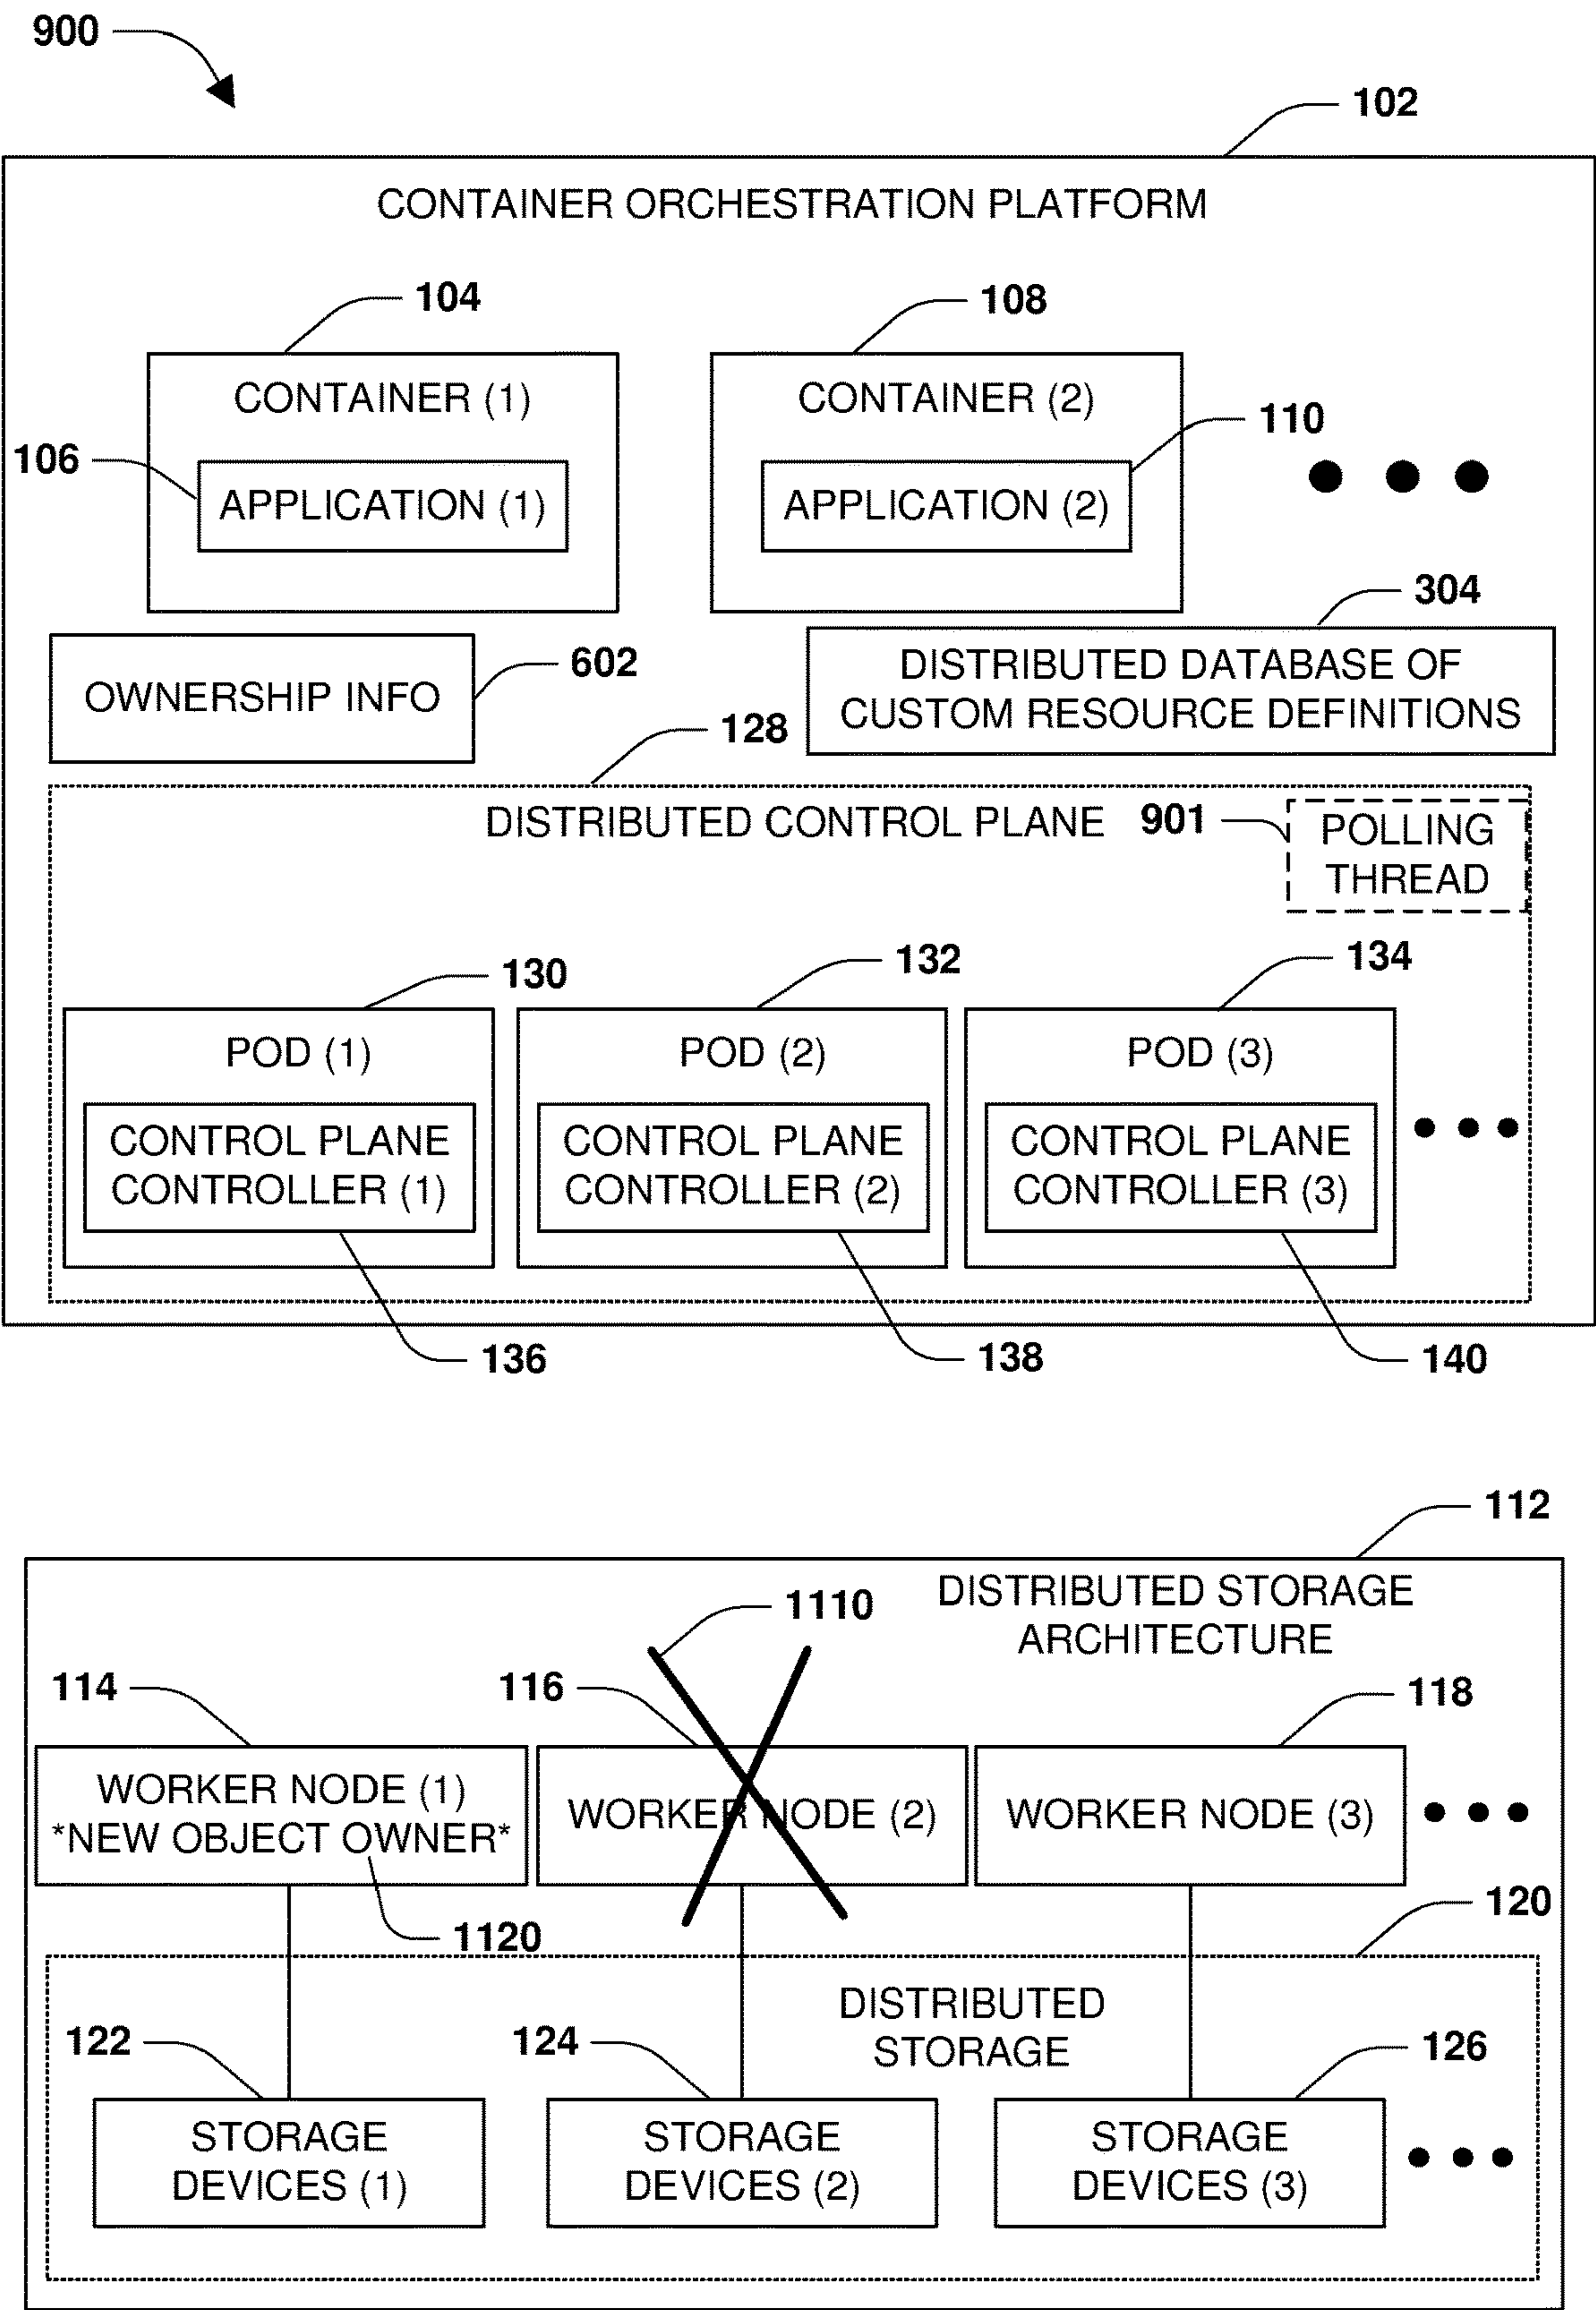 900
102
CONTAINER ORCHESTRATION PLATFORM
104
108
CONTAINER (1)
CONTAINER (2)
110
106
APPLICATION (1)
APPLICATION (2)
304
602
OWNERSHIP INFO
DISTRIBUTED DATABASE OF
CUSTOM RESOURCE DEFINITIONS
128
DISTRIBUTED CONTROL PLANE
901
POLLING
THREAD
130
132
134
POD (1)
POD (2)
POD (3)
CONTROL PLANE
CONTROLLER (1)
CONTROL PLANE
CONTROLLER (2)
CONTROL PLANE
CONTROLLER (3)
136
138
140
112
DISTRIBUTED STORAGE
ARCHITECTURE
1110
114
116
118
WORKER NODE (1)
*NEW OBJECT OWNER*
WORKER NODE (2)
WORKER NODE (3)
1120
120
DISTRIBUTED
STORAGE
122
124
126
STORAGE
DEVICES (1)
STORAGE
DEVICES (2)
STORAGE
DEVICES (3)